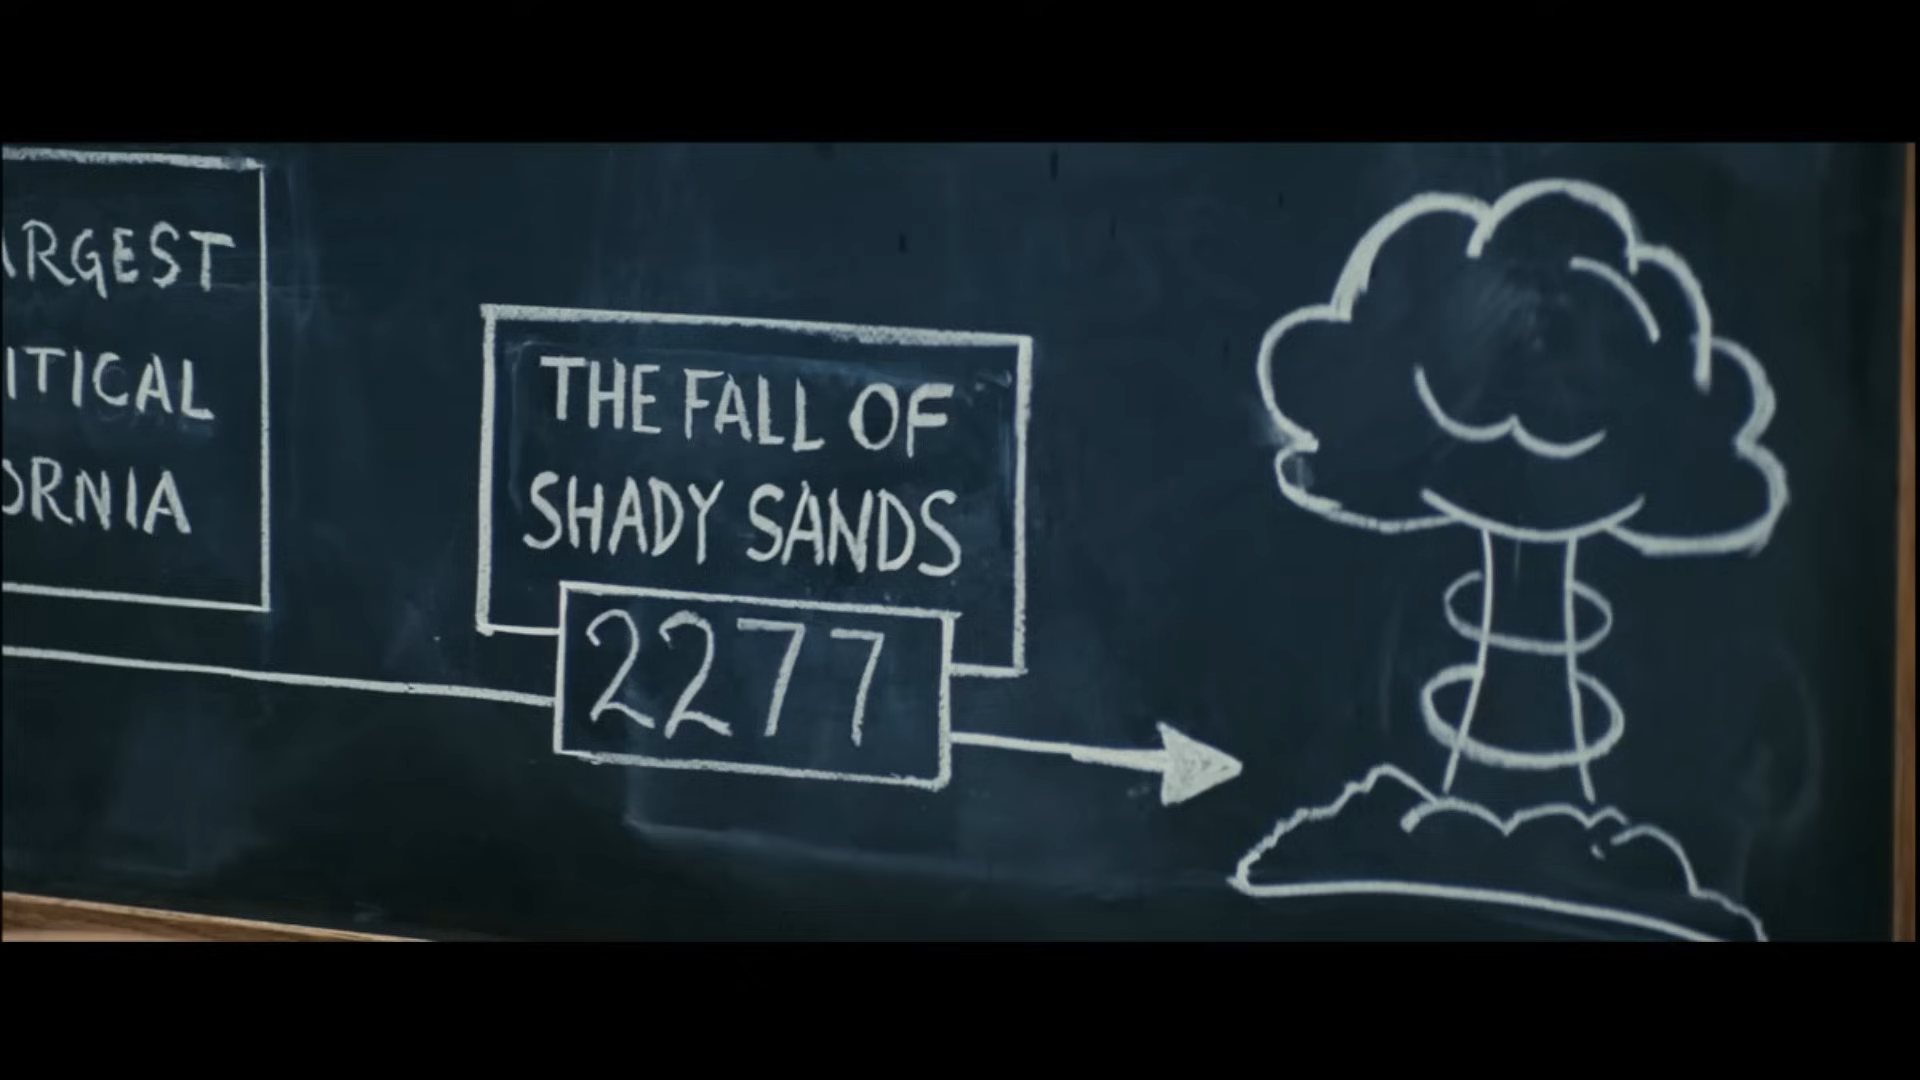 ARGEST
ITICAL
ORNIA
THE FALL OF
SHADY SANDS
2277